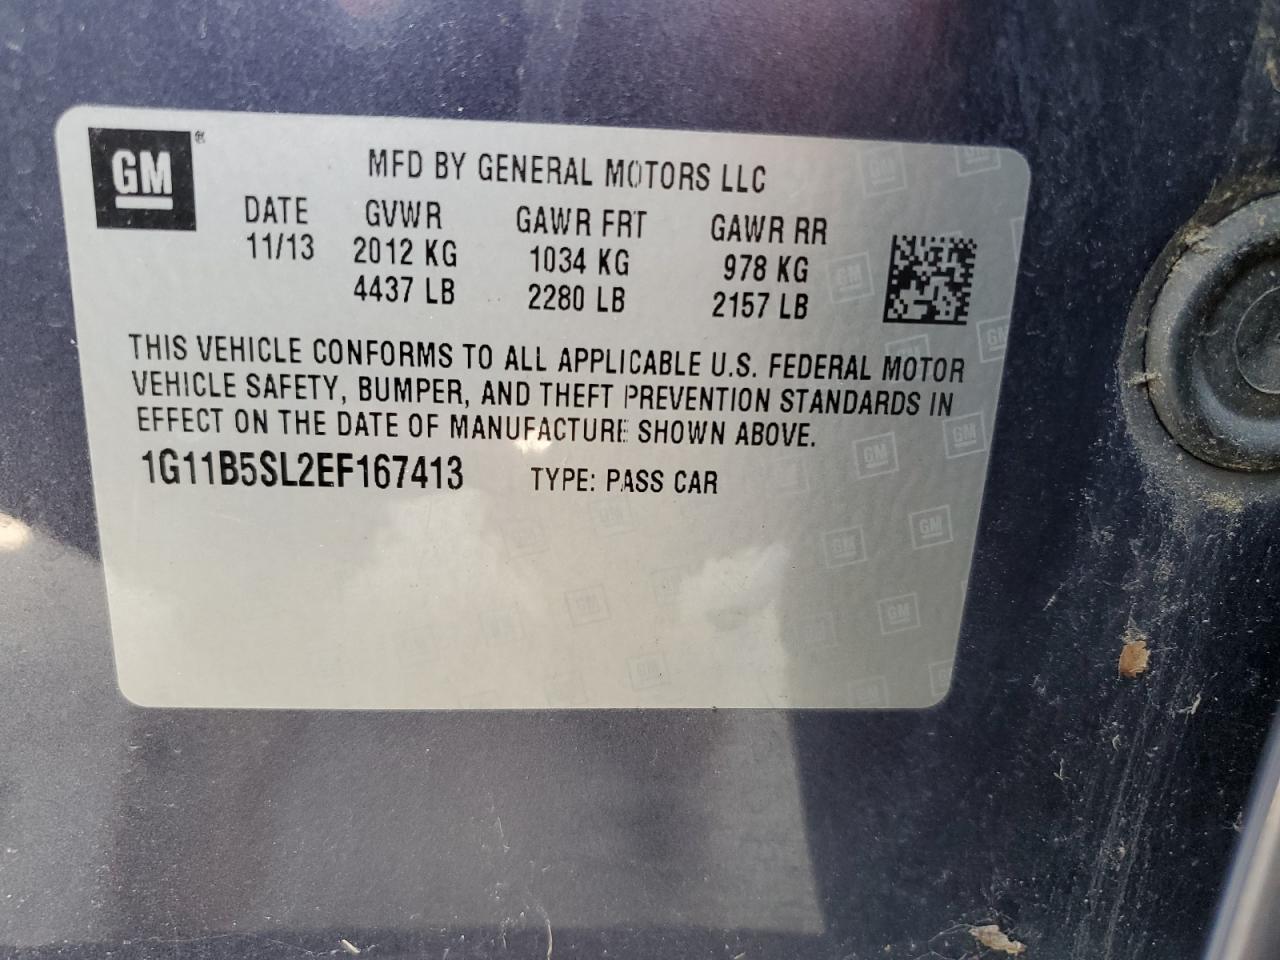 GM®
MFD BY GENERAL MOTORS LLC
DATE GVWR GAWR FRT GAWR RR
11/13 2012 KG 1034 KG 978 KG
4437 LB 2280 LB 2157 LB
THIS VEHICLE CONFORMS TO ALL APPLICABLE U.S. FEDERAL MOTOR
VEHICLE SAFETY, BUMPER, AND THEFT PREVENTION STANDARDS IN
EFFECT ON THE DATE OF MANUFACTURE SHOWN ABOVE.
1G11B5SL2EF167413 TYPE: PASS CAR